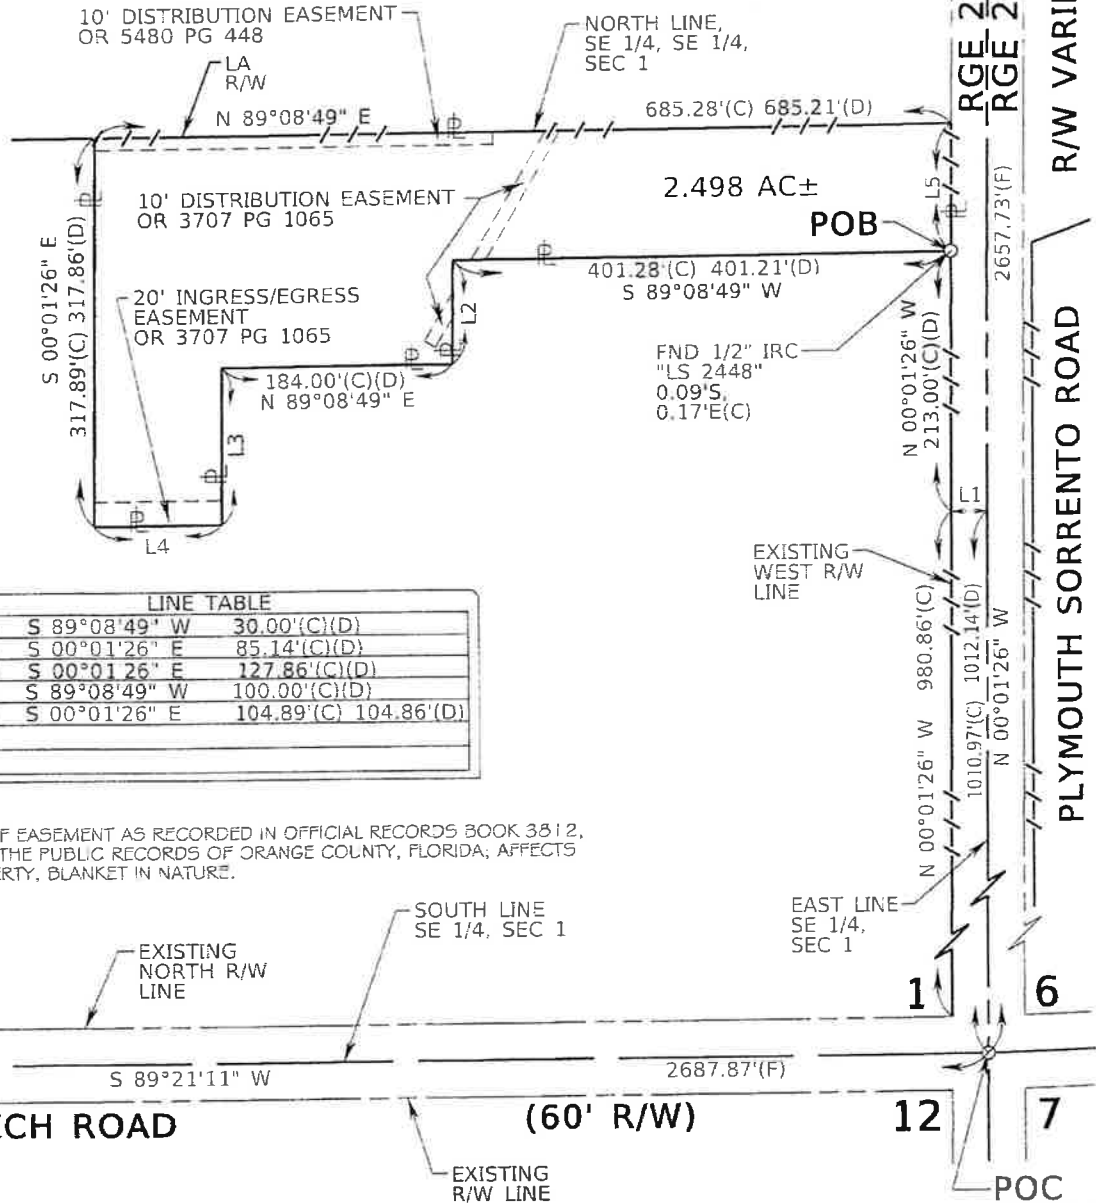 10' DISTRIBUTION EASEMENT
OR 5480 PG 448
LA
R/W
N 89°08'49" E
NORTH LINE,
SE 1/4, SE 1/4,
SEC 1
685.28'(C) 685.21'(D)
RGE 2
RGE 2
R/W VARI
10' DISTRIBUTION EASEMENT
OR 3707 PG 1065
2.498 AC±
POB
L5
2657.73'(F)
S 00°01'26" E
317.89'(C) 317.86'(D)
20' INGRESS/EGRESS
EASEMENT
OR 3707 PG 1065
401.28'(C) 401.21'(D)
S 89°08'49" W
L2
184.00'(C)(D)
N 89°08'49" E
FND 1/2" IRC
"LS 2448"
0.09'S,
0.17'E(C)
N 00°01'26" W
213.00'(C)(D)
L3
L4
L1
PLYMOUTH SORRENTO ROAD
EXISTING
WEST R/W
LINE
LINE TABLE
S 89°08'49" W 30.00'(C)(D)
S 00°01'26" E 85.14'(C)(D)
S 00°01'26" E 127.86'(C)(D)
S 89°08'49" W 100.00'(C)(D)
S 00°01'26" E 104.89'(C) 104.86'(D)
N 00°01'26" W 980.86'(C)
1010.97'(C) 1012.14'(D)
N 00°01'26" W
F EASEMENT AS RECORDED IN OFFICIAL RECORDS BOOK 3812,
THE PUBLIC RECORDS OF ORANGE COUNTY, FLORIDA; AFFECTS
ERTY, BLANKET IN NATURE.
EAST LINE
SE 1/4,
SEC 1
SOUTH LINE
SE 1/4, SEC 1
EXISTING
NORTH R/W
LINE
1 6
S 89°21'11" W
2687.87'(F)
CH ROAD (60' R/W)
12 7
EXISTING
R/W LINE
POC